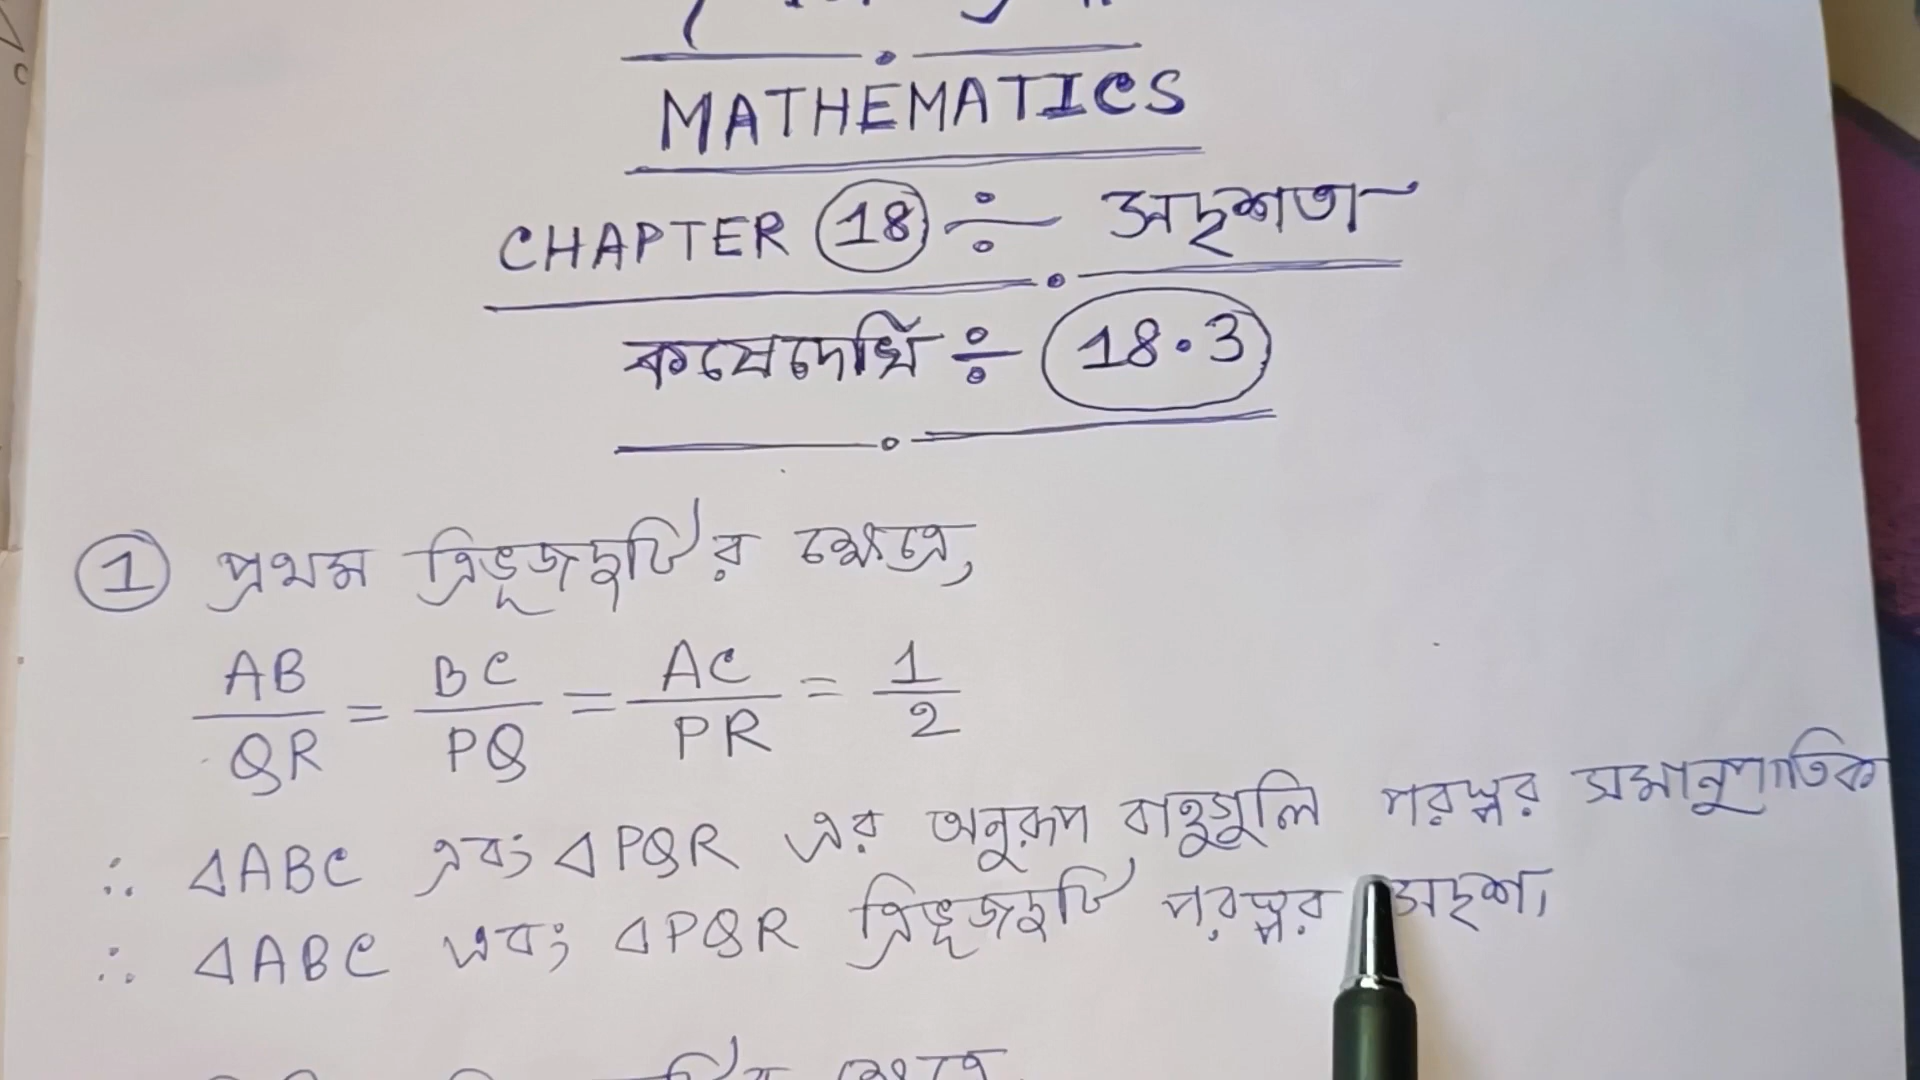 MATHEMATICS
CHAPTER 18 ÷ সদৃশতা
কষেদেখি ÷ 18.3
① প্রথম ত্রিভূজদুটির ক্ষেত্রে,
AB/QR = BC/PQ = AC/PR = 1/2
∴ ΔABC এবং ΔPQR এর অনুরূপ বাহুগুলি পরস্পর সমানুপাতিক
∴ ΔABC এবং ΔPQR ত্রিভূজদুটি পরস্পর সদৃশ।